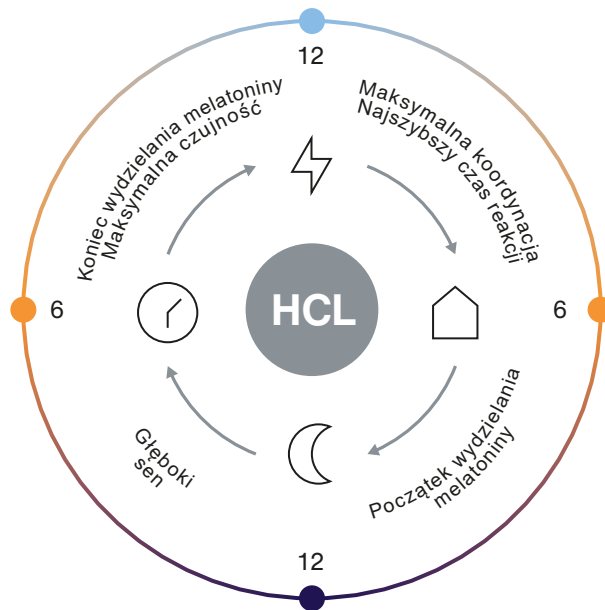 12
Koniec wydzielania melatoniny
Maksymalna czujność
Maksymalna koordynacja
Najszybszy czas reakcji
6
HCL
6
Głęboki
sen
Początek wydzielania
melatoniny
12